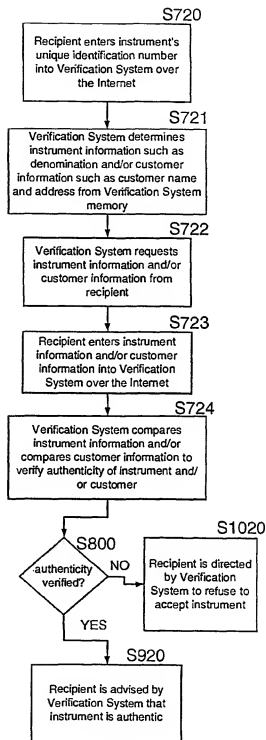 S720
Recipient enters instrument's
unique identification number
into Verification System over
the Internet
S721
Verification System determines
instrument information such as
denomination and/or customer
information such as customer name
and address from Verification System
memory
S722
Verification System requests
instrument information and/or
customer information from
recipient
S723
Recipient enters instrument
information and/or customer
information into Verification
System over the Internet
S724
Verification System compares
instrument information and/or
compares customer information to
verify authenticity of instrument and/
or customer
S800
authenticity
verified?
NO
S1020
Recipient is directed
by Verification
System to refuse to
accept instrument
YES
S920
Recipient is advised by
Verification System that
instrument is authentic